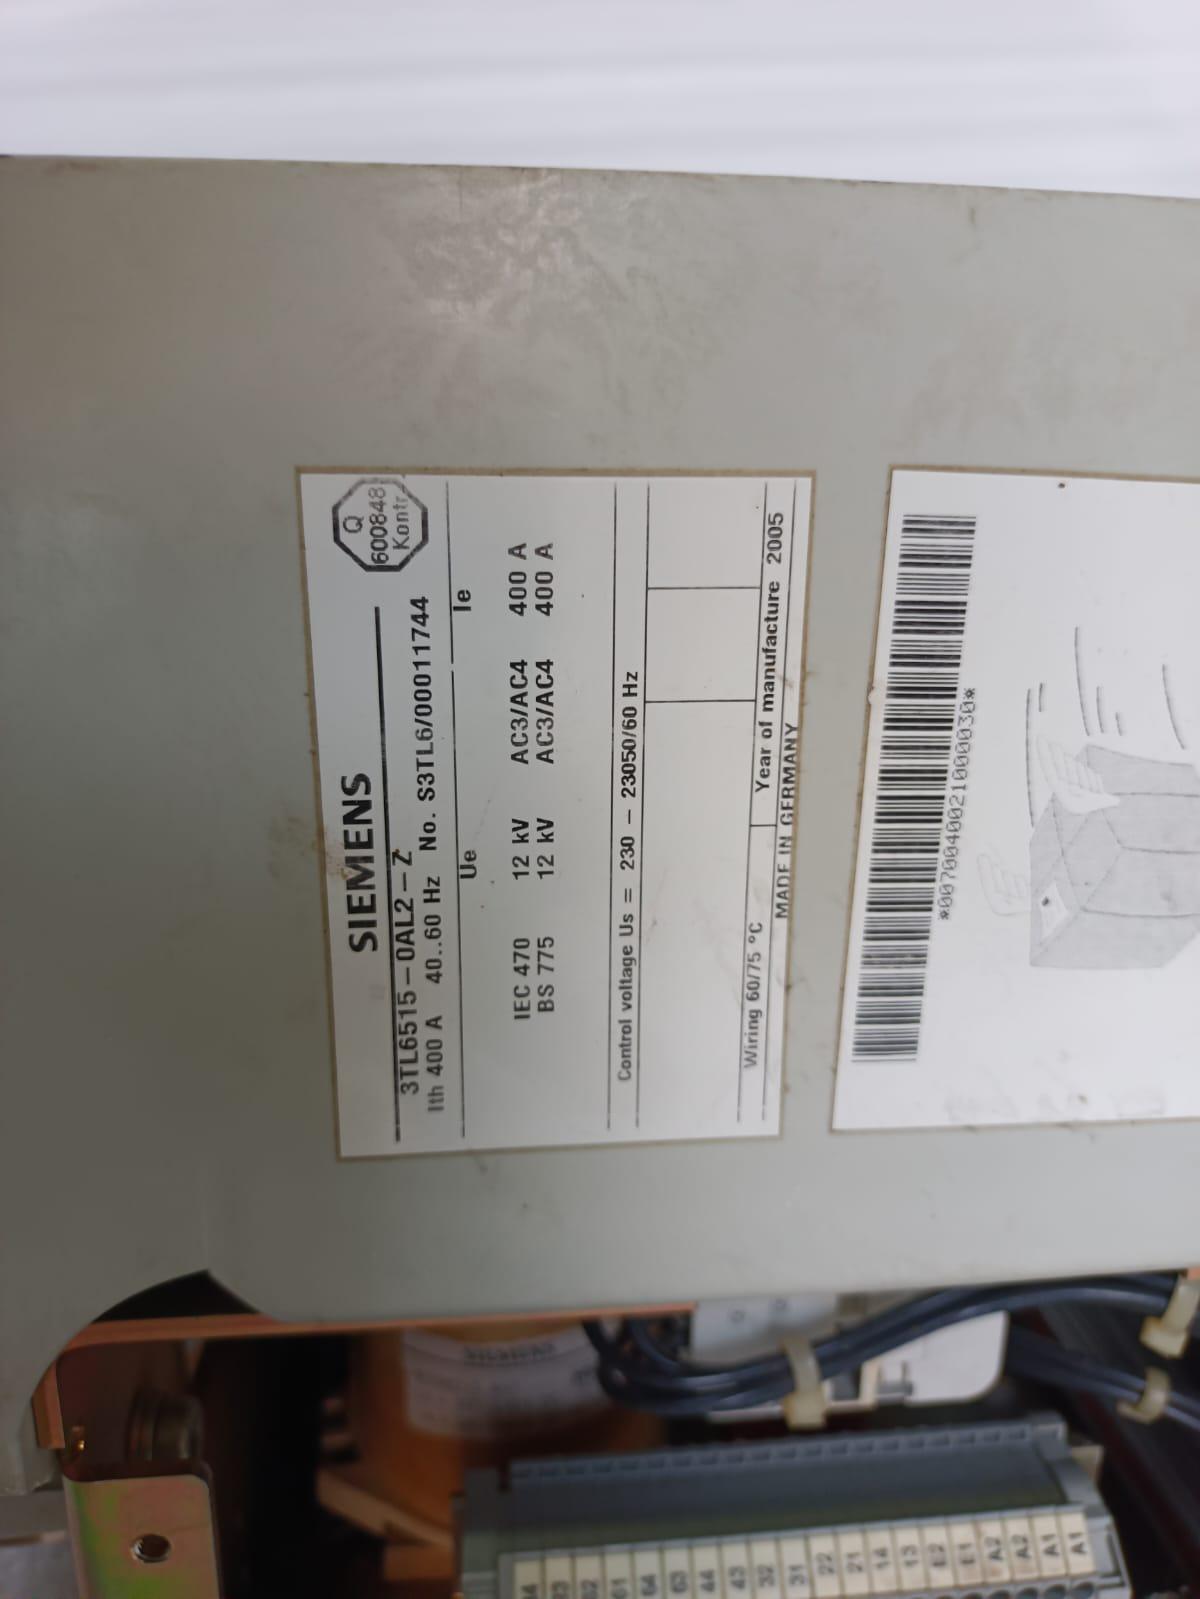 SIEMENS
Q
600848
Kontr.
3TL6515-0AL2-Z
Ith 400 A 40..60 Hz No. S3TL6/00011744
Ue Ie
IEC 470 12 kV AC3/AC4 400 A
BS 775 12 kV AC3/AC4 400 A
Control voltage Us = 230 - 23050/60 Hz
Wiring 60/75 °C Year of manufacture 2005
MADE IN GERMANY
*00700400021000030*
64
63
44
43
32
31
22
21
14
13
E2
E1
A2
A2
A1
A1